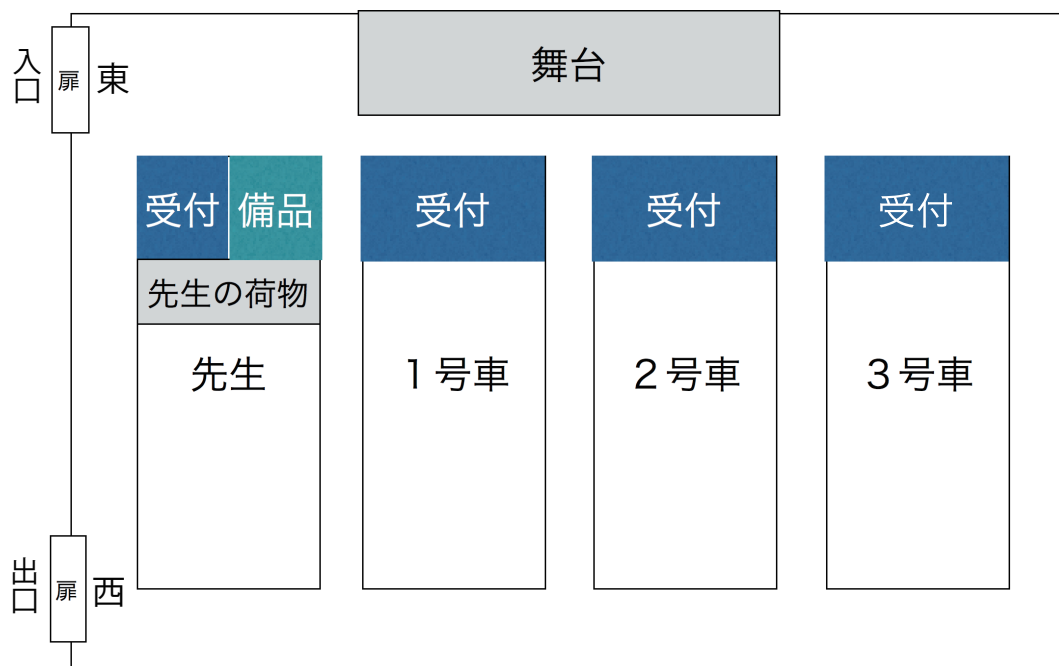 舞台
入口
扉
東
受付
備品
受付
受付
受付
先生の荷物
先生
１号車
２号車
３号車
出口
扉
西